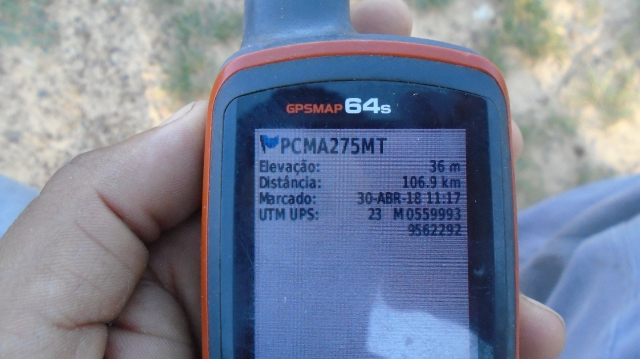 GPSMAP 64s
PCMA275MT
Elevação: 36 m
Distância: 106.9 km
Marcado: 30-ABR-18 11:17
UTM UPS: 23 M 0559993
9562292